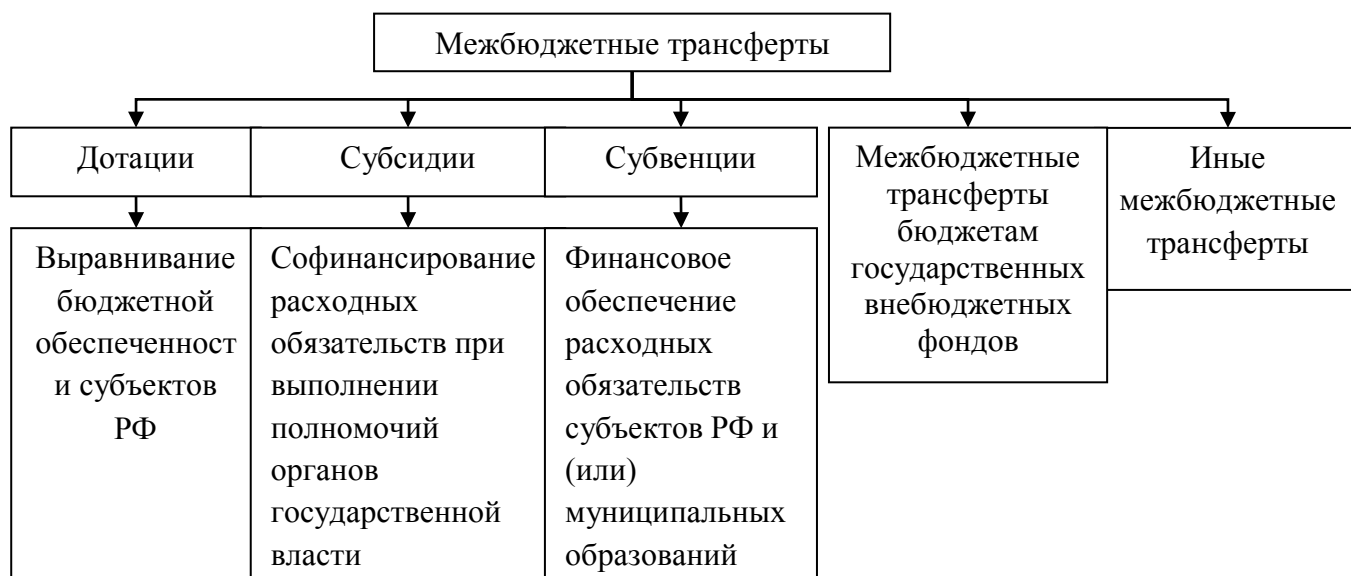 Межбюджетные трансферты
Дотации
Субсидии
Субвенции
Межбюджетные
трансферты
бюджетам
государственных
внебюджетных
фондов
Иные
межбюджетные
трансферты
Выравнивание
бюджетной
обеспеченност
и субъектов
РФ
Софинансирование
расходных
обязательств при
выполнении
полномочий
органов
государственной
власти
Финансовое
обеспечение
расходных
обязательств
субъектов РФ и
(или)
муниципальных
образований